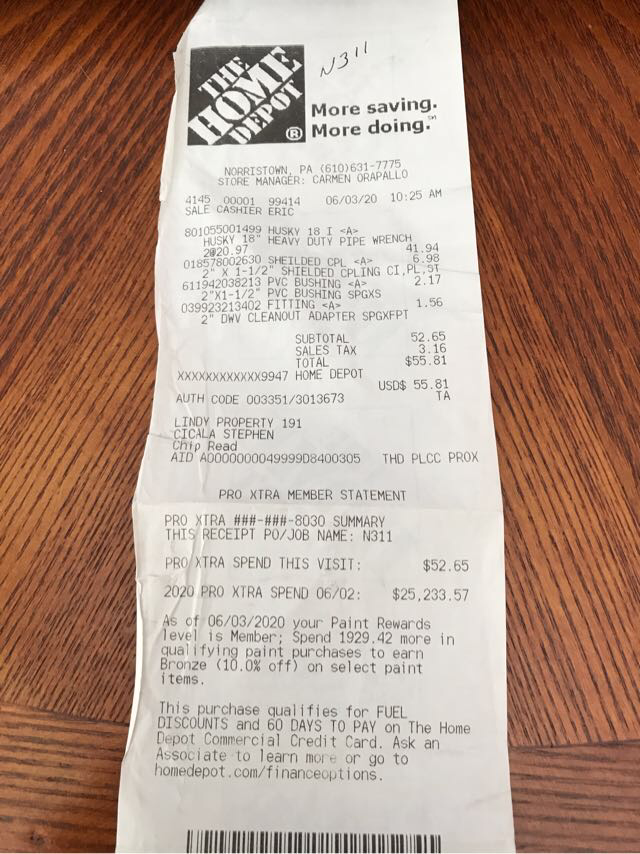 N311
THE
HOME
DEPOT
®
More saving.
More doing.℠
NORRISTOWN, PA (610)631-7775
STORE MANAGER: CARMEN ORAPALLO
4145 00001 99414 06/03/20 10:25 AM
SALE CASHIER ERIC
801055001499 HUSKY 18 I <A>
HUSKY 18" HEAVY DUTY PIPE WRENCH
2@20.97 41.94
018578002630 SHEILDED CPL <A> 6.98
2" X 1-1/2" SHIELDED CPLING CI,PL,ST
611942038213 PVC BUSHING <A> 2.17
2"X1-1/2" PVC BUSHING SPGXS
039923213402 FITTING <A> 1.56
2" DWV CLEANOUT ADAPTER SPGXFPT
SUBTOTAL 52.65
SALES TAX 3.16
TOTAL $55.81
XXXXXXXXXXXX9947 HOME DEPOT
USD$ 55.81
AUTH CODE 003351/3013673 TA
LINDY PROPERTY 191
CICALA STEPHEN
Chip Read
AID A0000000049999D8400305 THD PLCC PROX
PRO XTRA MEMBER STATEMENT
PRO XTRA ###-###-8030 SUMMARY
THIS RECEIPT PO/JOB NAME: N311
PRO XTRA SPEND THIS VISIT: $52.65
2020 PRO XTRA SPEND 06/02: $25,233.57
As of 06/03/2020 your Paint Rewards
level is Member; Spend 1929.42 more in
qualifying paint purchases to earn
Bronze (10.0% off) on select paint
items.
This purchase qualifies for FUEL
DISCOUNTS and 60 DAYS TO PAY on The Home
Depot Commercial Credit Card. Ask an
Associate to learn more or go to
homedepot.com/financeoptions.